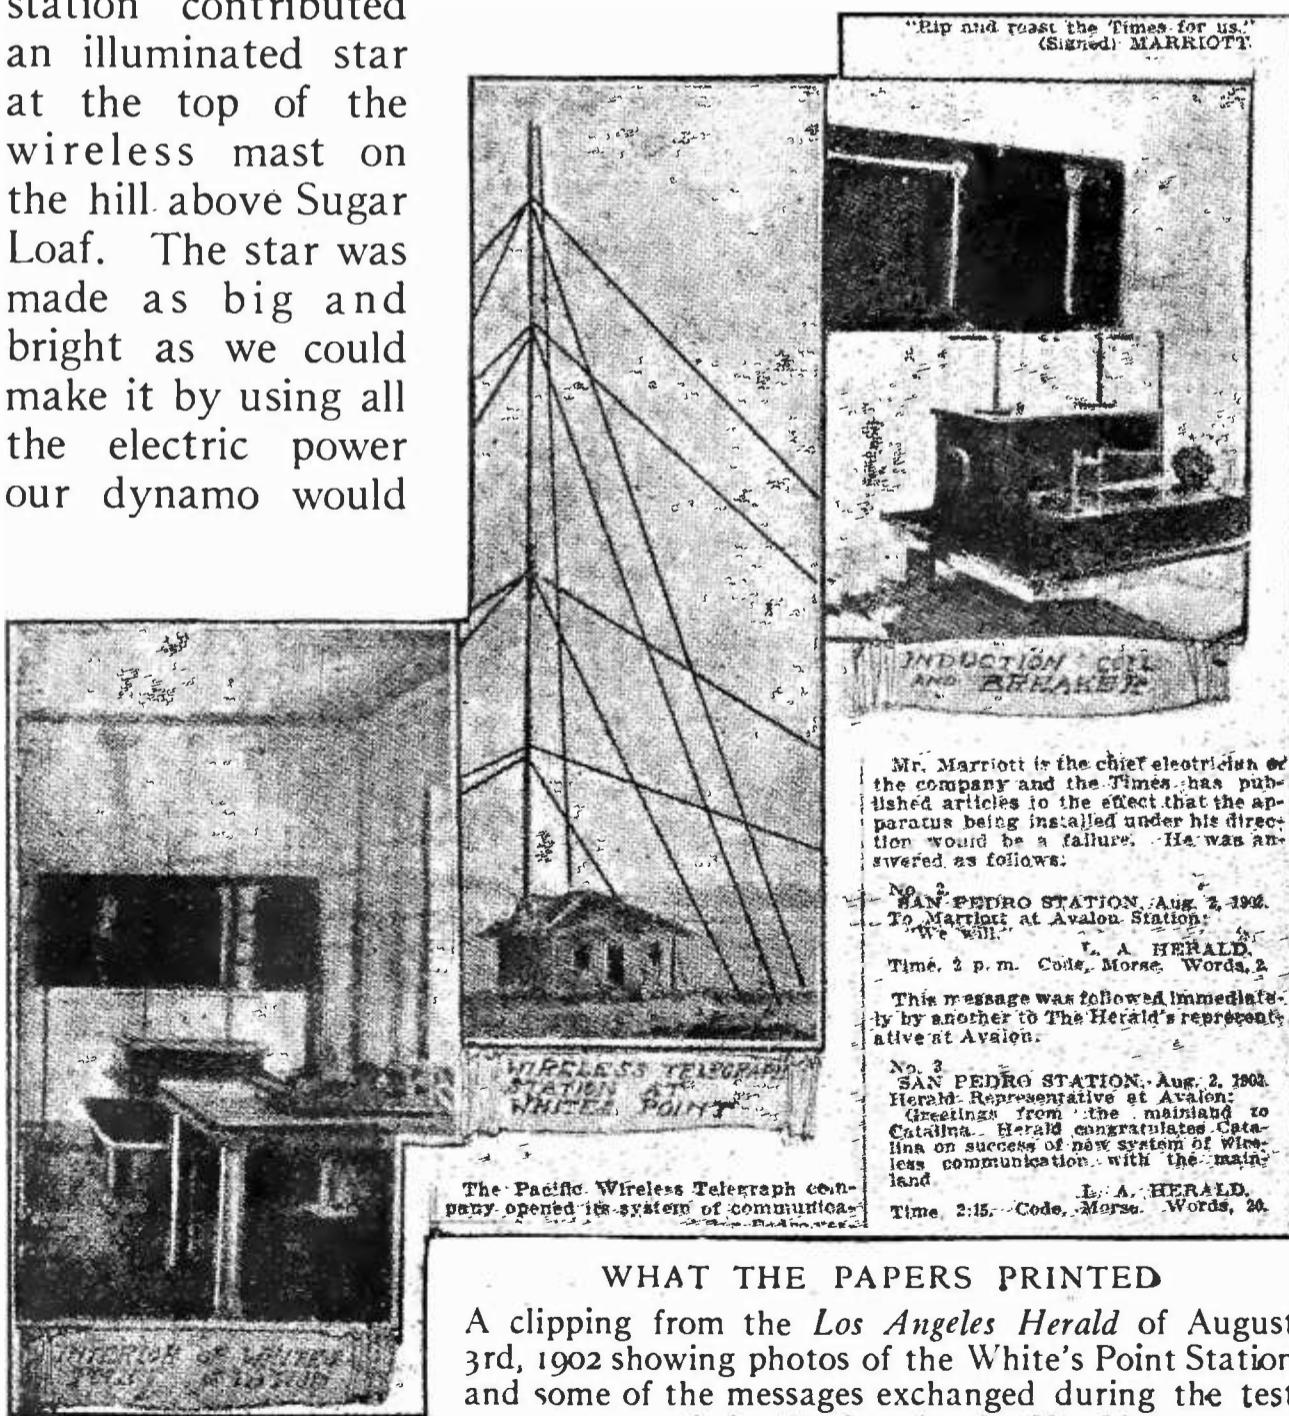 station contributed
an illuminated star
at the top of the
wireless mast on
the hill above Sugar
Loaf. The star was
made as big and
bright as we could
make it by using all
the electric power
our dynamo would
"Rip and roast the Times for us."
(Signed) MARRIOTT.
INDUCTION COIL
AND BREAKER
Mr. Marriott is the chief electrician of
the company and the Times has pub-
lished articles to the effect that the ap-
paratus being installed under his direc-
tion would be a failure. He was an-
swered as follows:
No. 2.
SAN PEDRO STATION, Aug. 2, 1902.
To Marriott at Avalon Station:
"We will."
L. A. HERALD.
Time, 2 p. m. Code, Morse. Words, 2.
This message was followed immediate-
ly by another to The Herald's represent-
ative at Avalon.
No. 3
SAN PEDRO STATION, Aug. 2, 1902.
Herald Representative at Avalon:
Greetings from the mainland to
Catalina. Herald congratulates Cata-
lina on success of new system of wire-
less communication with the main-
land
L. A. HERALD.
Time 2:15. Code, Morse. Words, 20.
WIRELESS TELEGRAPH
STATION AT
WHITES POINT
The Pacific Wireless Telegraph com-
pany opened its system of communica-
INTERIOR OF WHITES
WHAT THE PAPERS PRINTED
A clipping from the Los Angeles Herald of August
3rd, 1902 showing photos of the White's Point Station
and some of the messages exchanged during the test